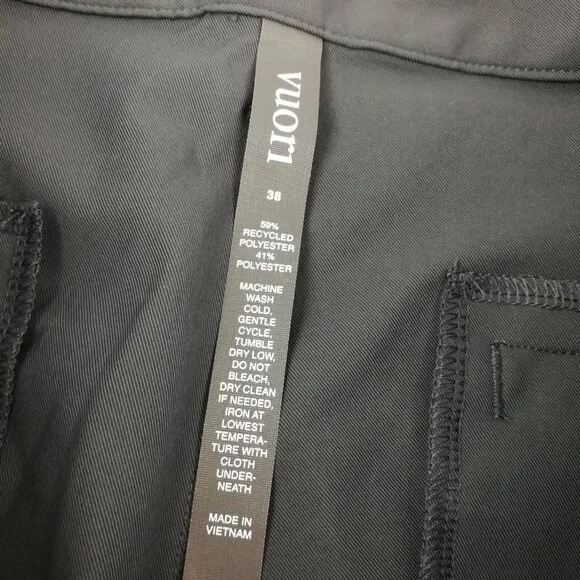 vuori
38
59%
RECYCLED
POLYESTER
41%
POLYESTER
MACHINE
WASH
COLD,
GENTLE
CYCLE,
TUMBLE
DRY LOW,
DO NOT
BLEACH,
DRY CLEAN
IF NEEDED,
IRON AT
LOWEST
TEMPERA-
TURE WITH
CLOTH
UNDER-
NEATH
MADE IN
VIETNAM